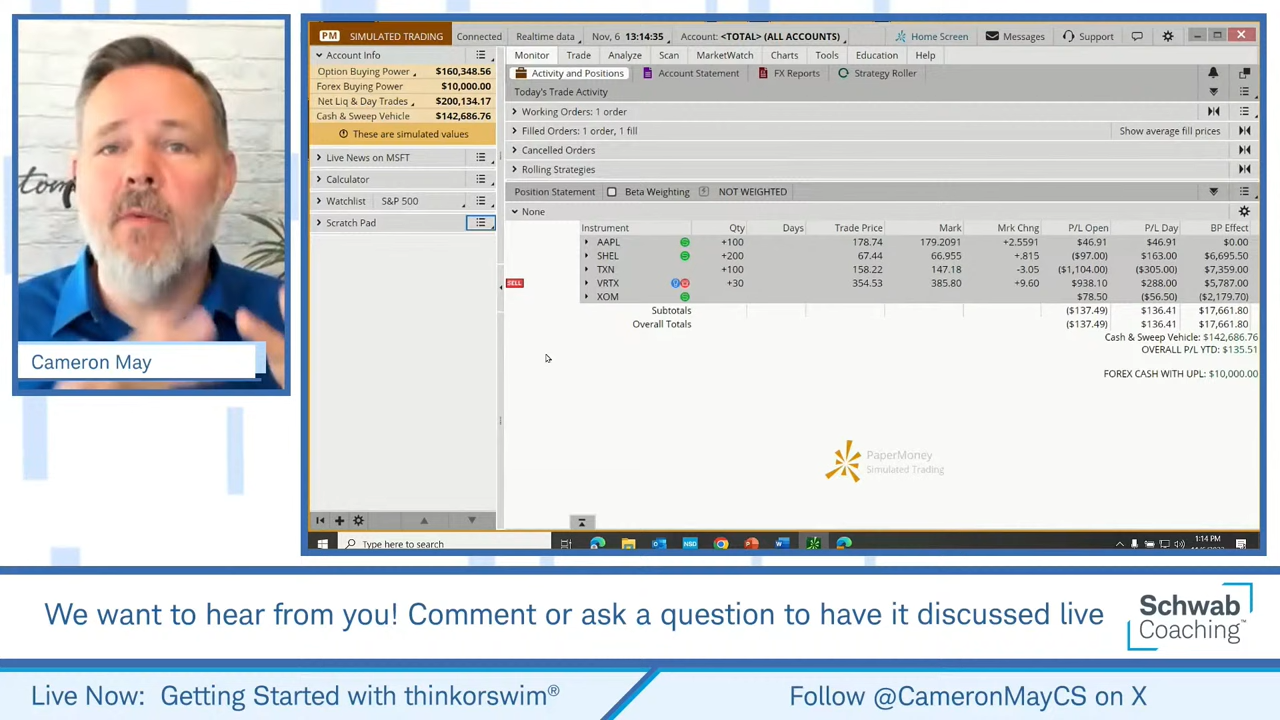 PM SIMULATED TRADING Connected Realtime data Nov, 6 13:14:35 Account: <TOTAL> (ALL ACCOUNTS) Home Screen Messages Support
Account Info
Option Buying Power $160,348.56
Forex Buying Power $10,000.00
Net Liq & Day Trades $200,134.17
Cash & Sweep Vehicle $142,686.76
These are simulated values
Live News on MSFT
Calculator
Watchlist S&P 500
Scratch Pad
Monitor Trade Analyze Scan MarketWatch Charts Tools Education Help
Activity and Positions Account Statement FX Reports Strategy Roller
Today's Trade Activity
Working Orders: 1 order
Filled Orders: 1 order, 1 fill Show average fill prices
Cancelled Orders
Rolling Strategies
Position Statement Beta Weighting NOT WEIGHTED
None
Instrument Qty Days Trade Price Mark Mrk Chng P/L Open P/L Day BP Effect
AAPL +100 178.74 179.2091 +2.5591 $46.91 $46.91 $0.00
SHEL +200 67.44 66.955 +.815 ($97.00) $163.00 $6,695.50
TXN +100 158.22 147.18 -3.05 ($1,104.00) ($305.00) $7,359.00
SELL VRTX +30 354.53 385.80 +9.60 $938.10 $288.00 $5,787.00
XOM $78.50 ($56.50) ($2,179.70)
Subtotals ($137.49) $136.41 $17,661.80
Overall Totals ($137.49) $136.41 $17,661.80
Cash & Sweep Vehicle: $142,686.76
OVERALL P/L YTD: $135.51
FOREX CASH WITH UPL: $10,000.00
PaperMoney
Simulated Trading
Type here to search
1:14 PM
Cameron May
We want to hear from you! Comment or ask a question to have it discussed live
Schwab
Coaching™
Live Now: Getting Started with thinkorswim®
Follow @CameronMayCS on X